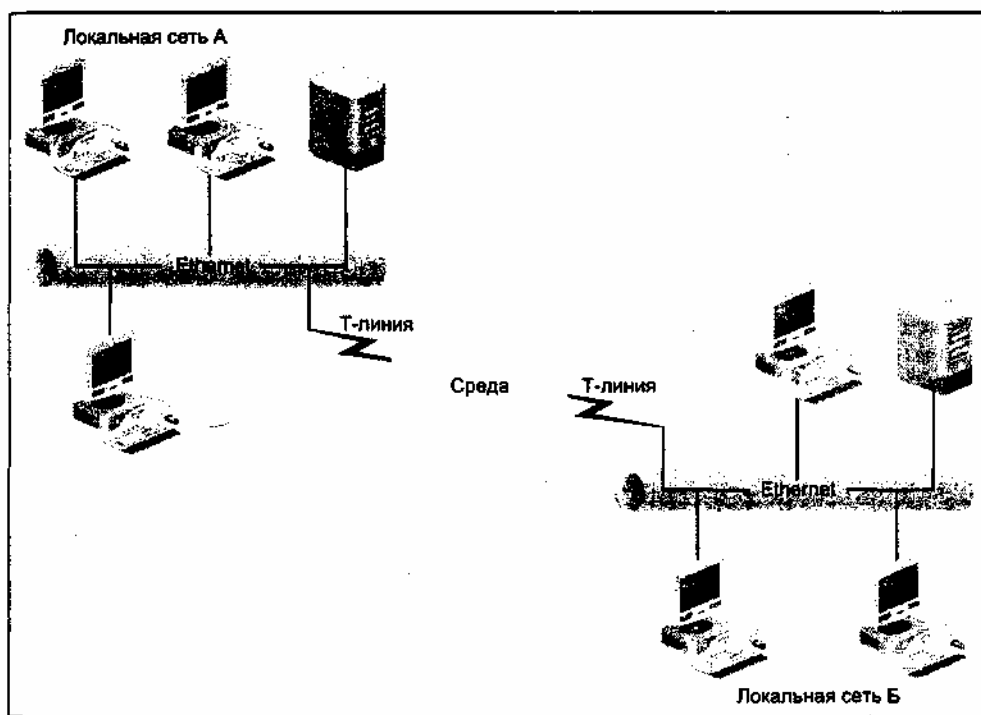 Локальная сеть А
Ethernet
Т-линия
Среда
Т-линия
Ethernet
Локальная сеть Б